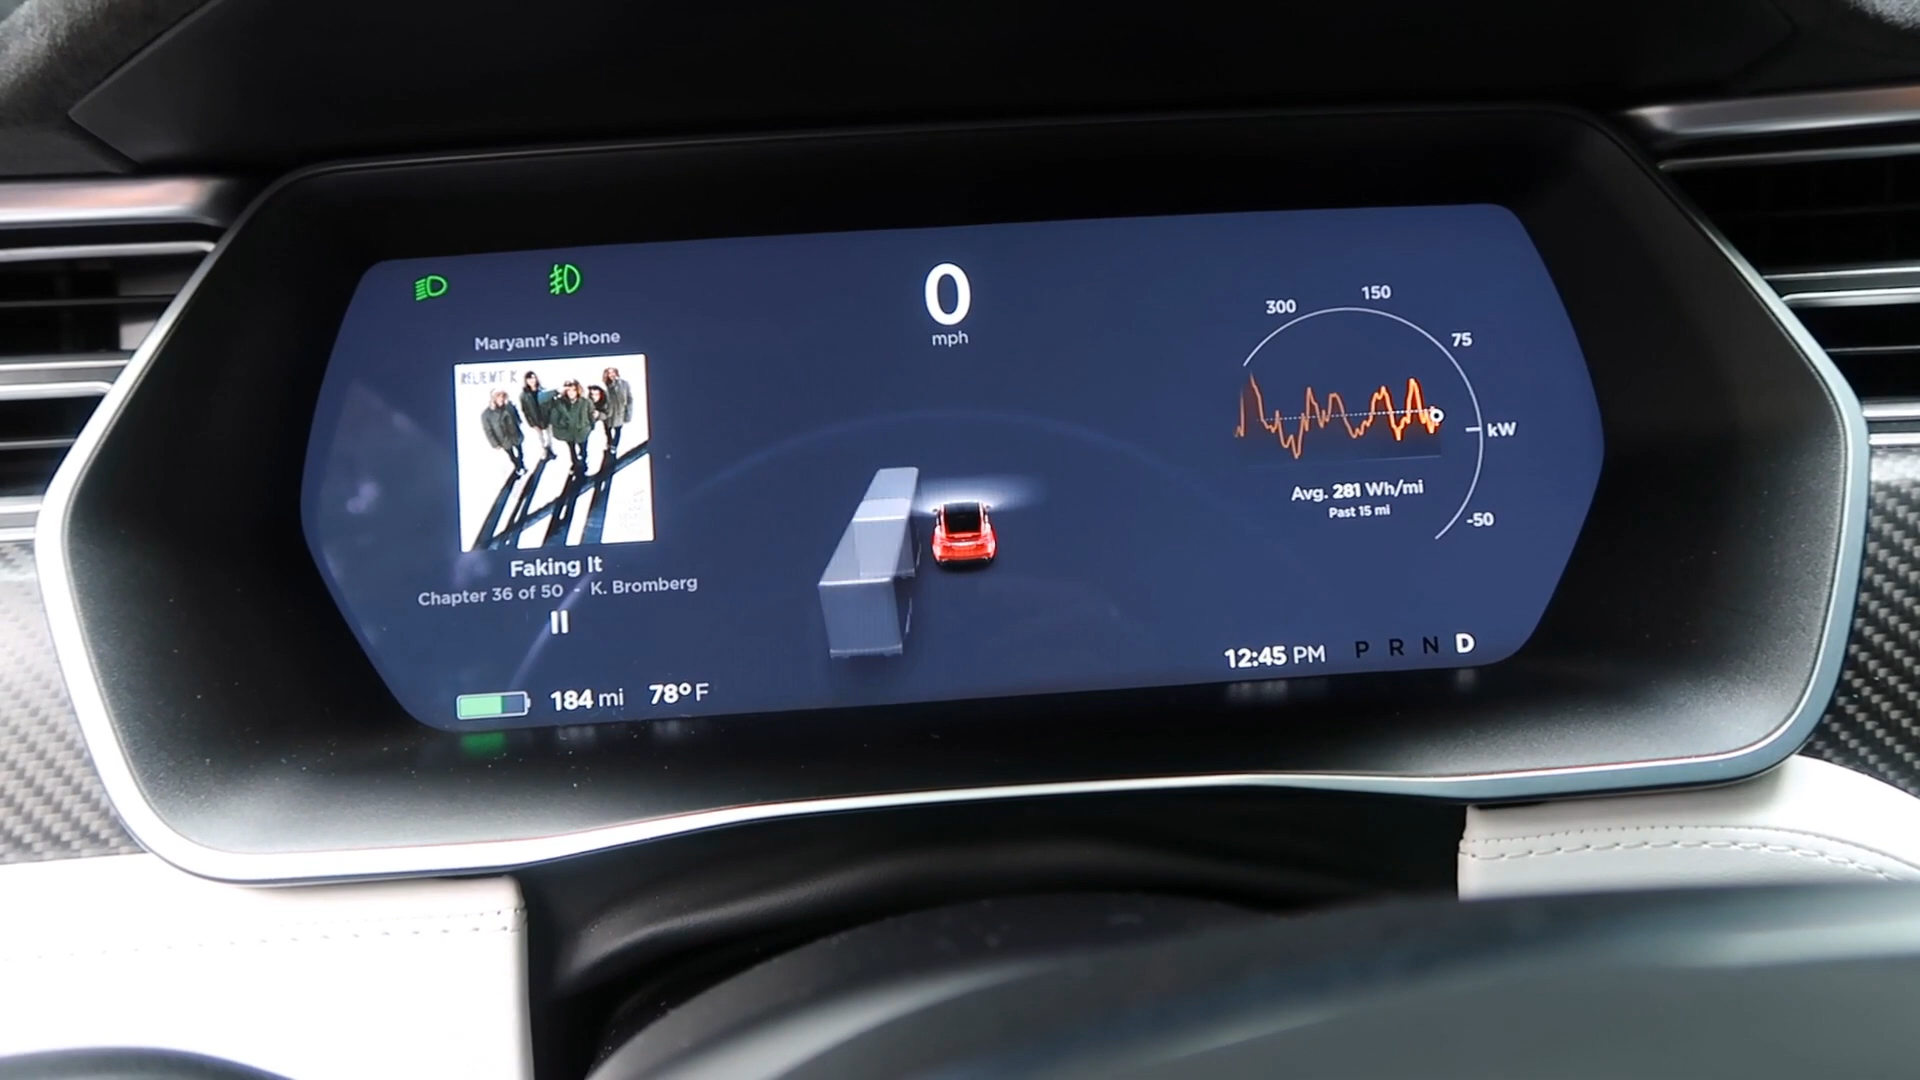 0
mph
Maryann's iPhone
RELIENT K
Faking It
Chapter 36 of 50 - K. Bromberg
184 mi 78° F
300
150
75
kW
-50
Avg. 281 Wh/mi
Past 15 mi
12:45 PM P R N D